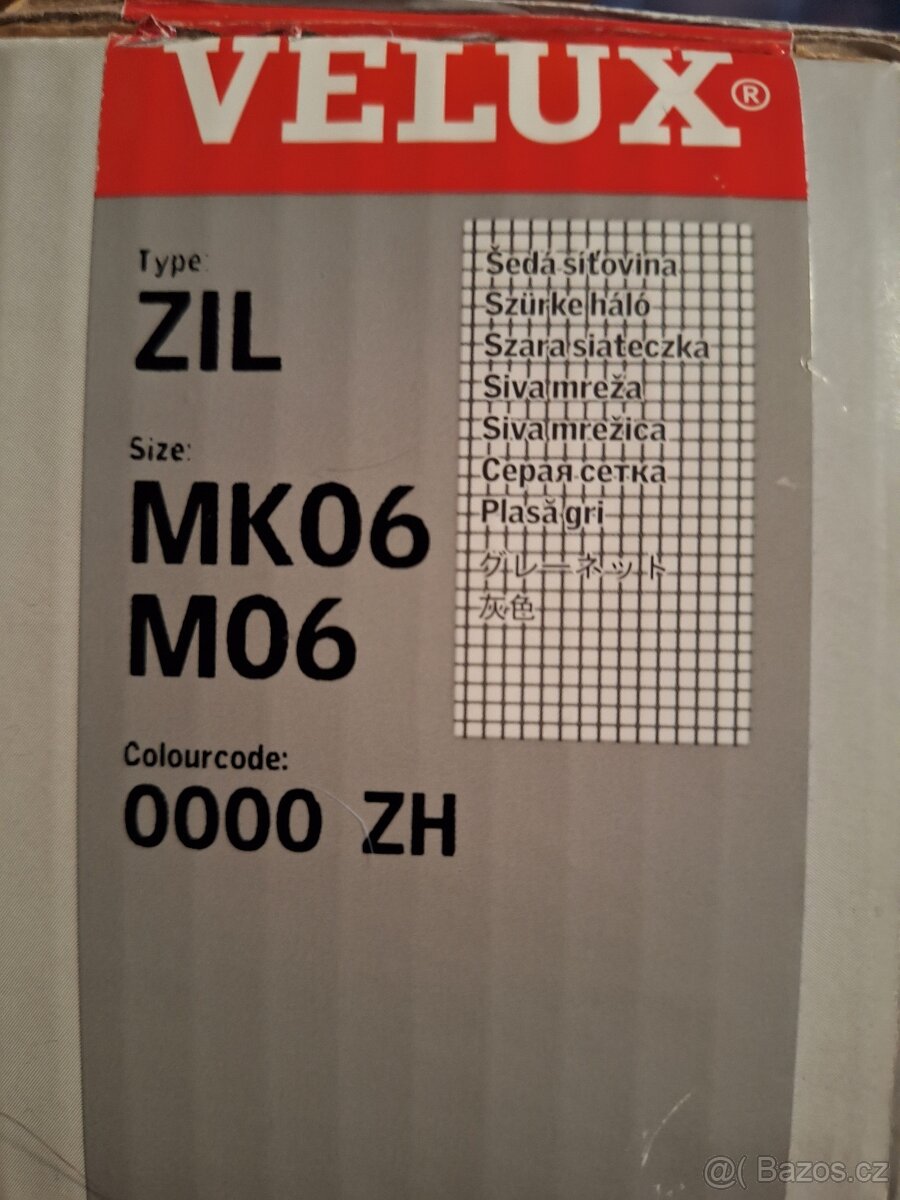 VELUX®
Type:
ZIL
Size:
MK06
M06
Colourcode:
0000 ZH
Šedá síťovina
Szürke háló
Szara siateczka
Siva mreža
Siva mrežica
Серая сетка
Plasă gri
グレーネット
灰色
@( Bazos.cz